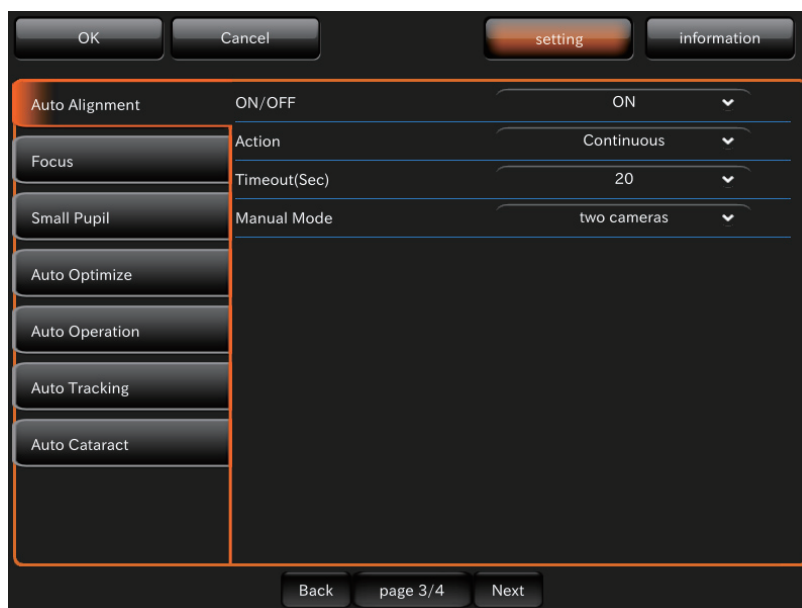 OK Cancel setting information
Auto Alignment ON/OFF ON
Action Continuous
Focus
Timeout(Sec) 20
Small Pupil Manual Mode two cameras
Auto Optimize
Auto Operation
Auto Tracking
Auto Cataract
Back page 3/4 Next